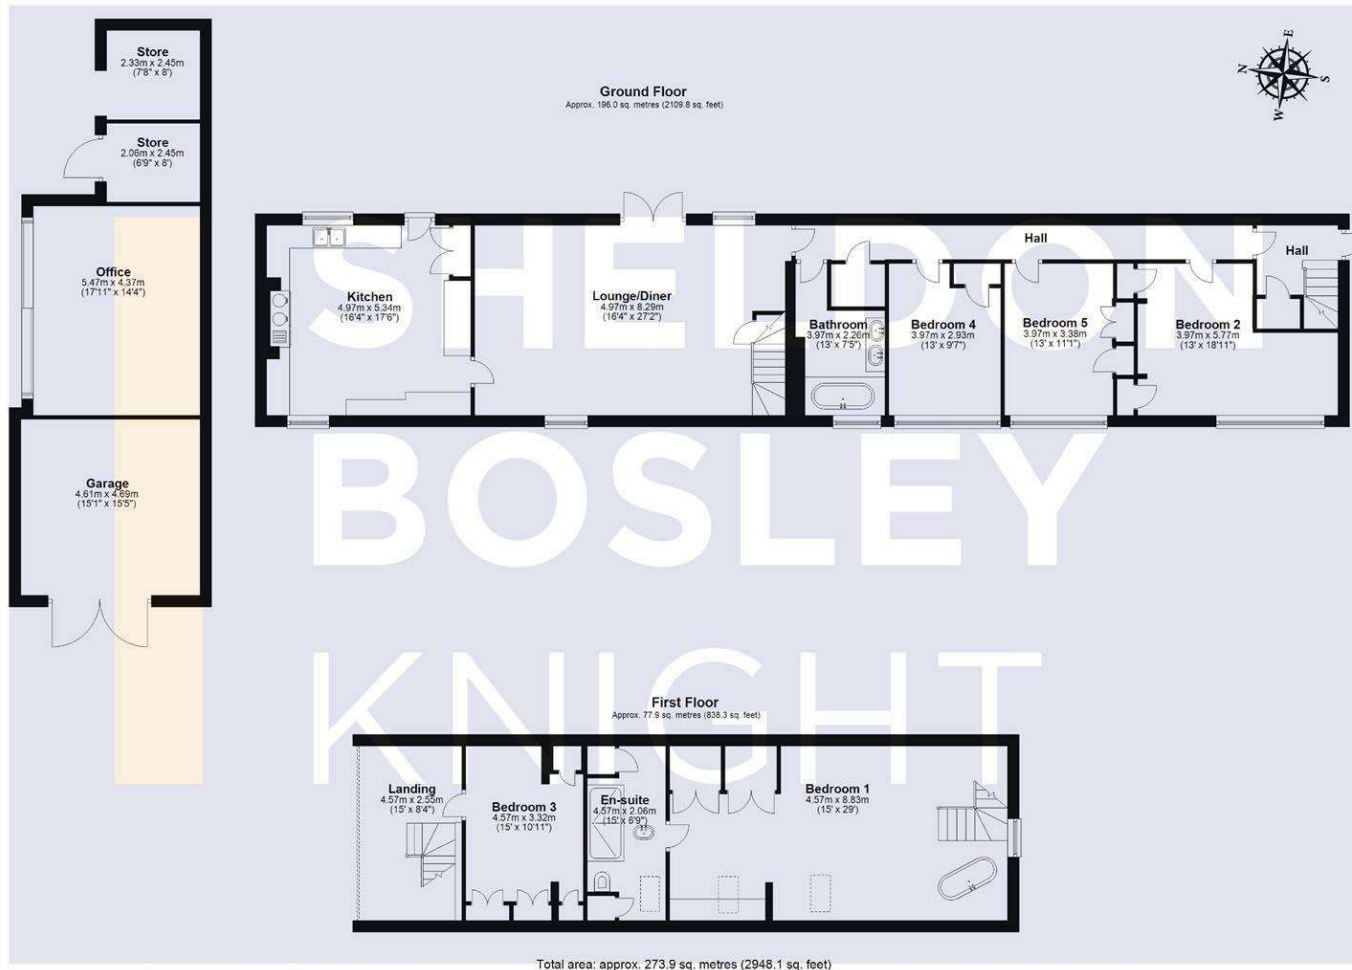 Ground Floor
Approx. 196.0 sq. metres (2109.8 sq. feet)
N
E
S
W
Store
2.33m x 2.45m
(7'8" x 8')
Store
2.06m x 2.45m
(6'9" x 8')
Office
5.47m x 4.37m
(17'11" x 14'4")
Garage
4.61m x 4.69m
(15'1" x 15'5")
Kitchen
4.97m x 5.34m
(16'4" x 17'6")
Lounge/Diner
4.97m x 8.29m
(16'4" x 27'2")
Bathroom
3.97m x 2.26m
(13' x 7'5")
Bedroom 4
3.97m x 2.93m
(13' x 9'7")
Bedroom 5
3.97m x 3.38m
(13' x 11'1")
Bedroom 2
3.97m x 5.77m
(13' x 18'11")
Hall
Hall
SHELDON
BOSLEY
KNIGHT
First Floor
Approx. 77.9 sq. metres (838.3 sq. feet)
Landing
4.57m x 2.55m
(15' x 8'4")
Bedroom 3
4.57m x 3.32m
(15' x 10'11")
En-suite
4.57m x 2.06m
(15' x 6'9")
Bedroom 1
4.57m x 8.83m
(15' x 29')
Total area: approx. 273.9 sq. metres (2948.1 sq. feet)